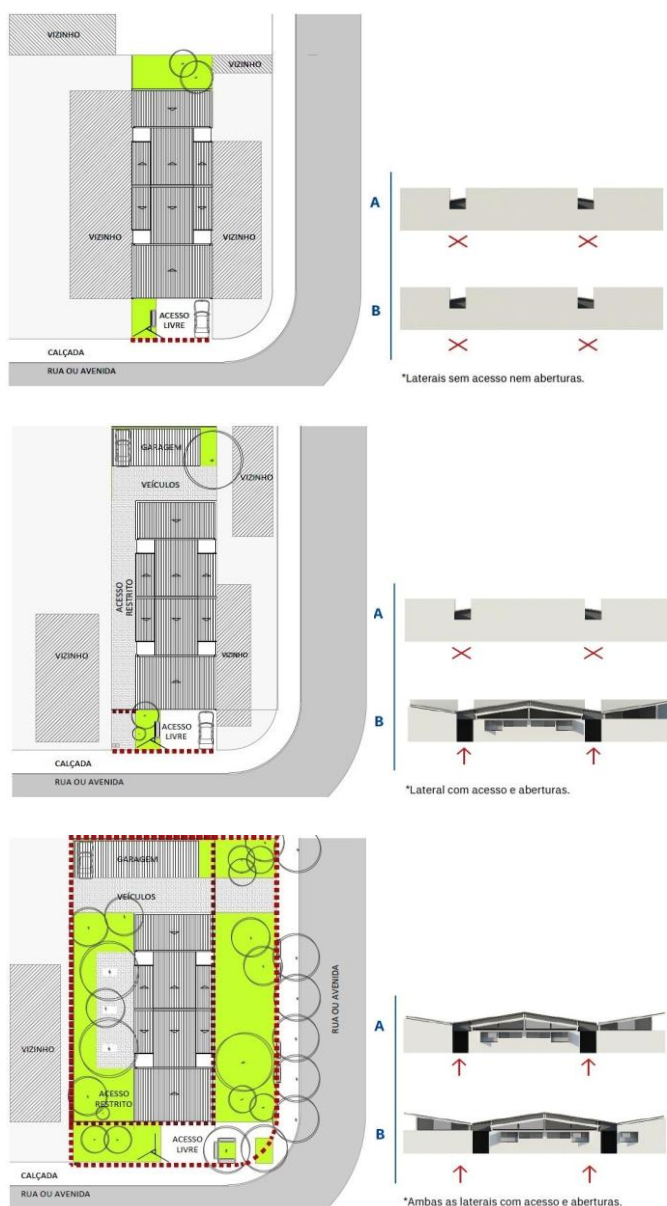 VIZINHO
VIZINHO
VIZINHO
VIZINHO
ACESSO
LIVRE
CALÇADA
RUA OU AVENIDA
A
B
*Laterais sem acesso nem aberturas.
GARAGEM
VEÍCULOS
VIZINHO
ACESSO
RESTRITO
VIZINHO
VIZINHO
ACESSO
LIVRE
CALÇADA
RUA OU AVENIDA
A
B
*Lateral com acesso e aberturas.
GARAGEM
VEÍCULOS
RUA OU AVENIDA
VIZINHO
ACESSO
RESTRITO
ACESSO
LIVRE
CALÇADA
RUA OU AVENIDA
A
B
*Ambas as laterais com acesso e aberturas.